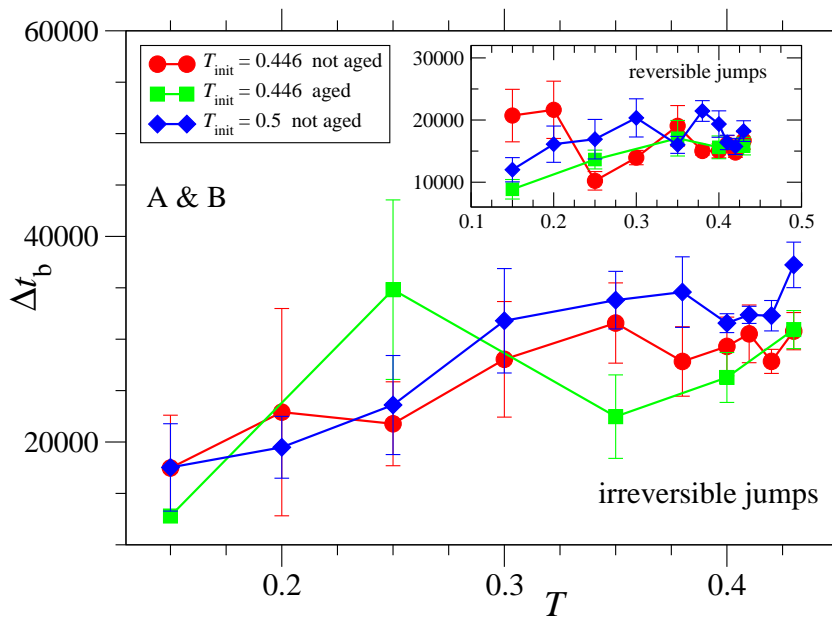 60000
40000
20000
Δt_b
T_init = 0.446 not aged
T_init = 0.446 aged
T_init = 0.5 not aged
A & B
30000
20000
10000
reversible jumps
0.1 0.2 0.3 0.4 0.5
irreversible jumps
0.2 0.3 0.4
T